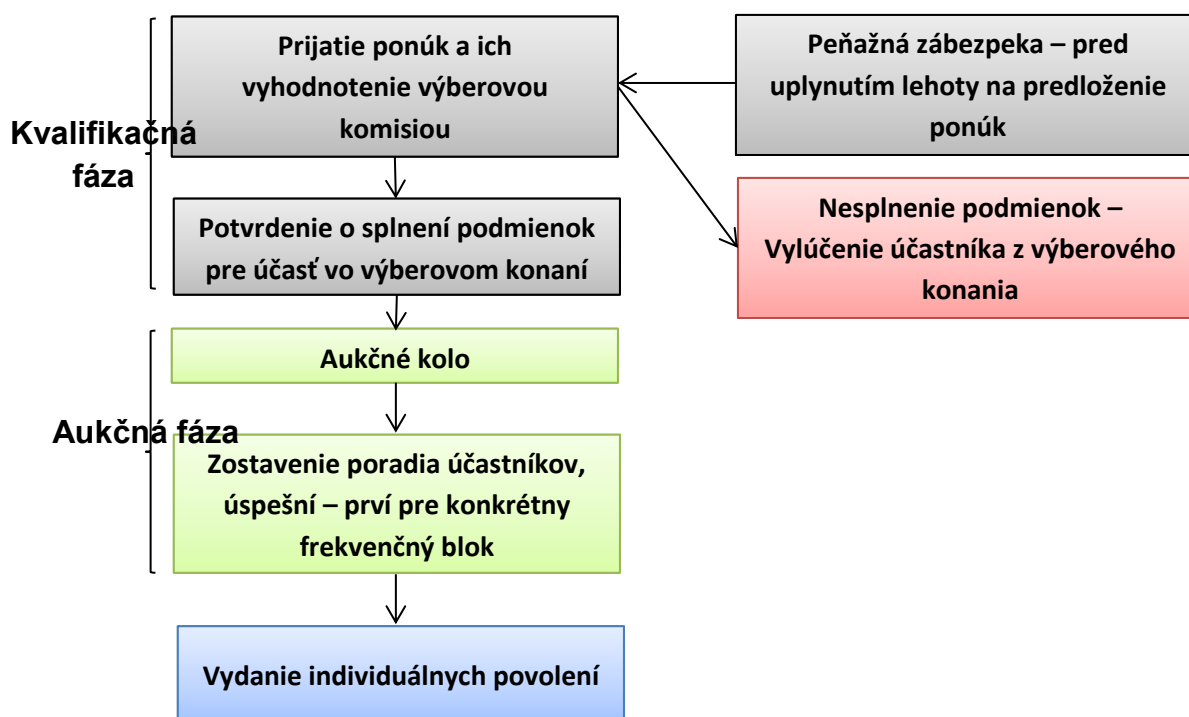 Prijatie ponúk a ich
vyhodnotenie výberovou
komisiou
Peňažná zábezpeka – pred
uplynutím lehoty na predloženie
ponúk
Kvalifikačná
fáza
Nesplnenie podmienok –
Vylúčenie účastníka z výberového
konania
Potvrdenie o splnení podmienok
pre účasť vo výberovom konaní
Aukčné kolo
Aukčná fáza
Zostavenie poradia účastníkov,
úspešní – prví pre konkrétny
frekvenčný blok
Vydanie individuálnych povolení